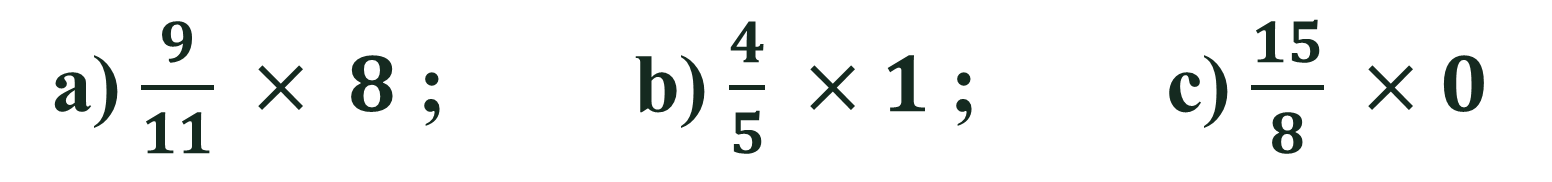 a) 9/11 × 8 ; b) 4/5 × 1 ; c) 15/8 × 0